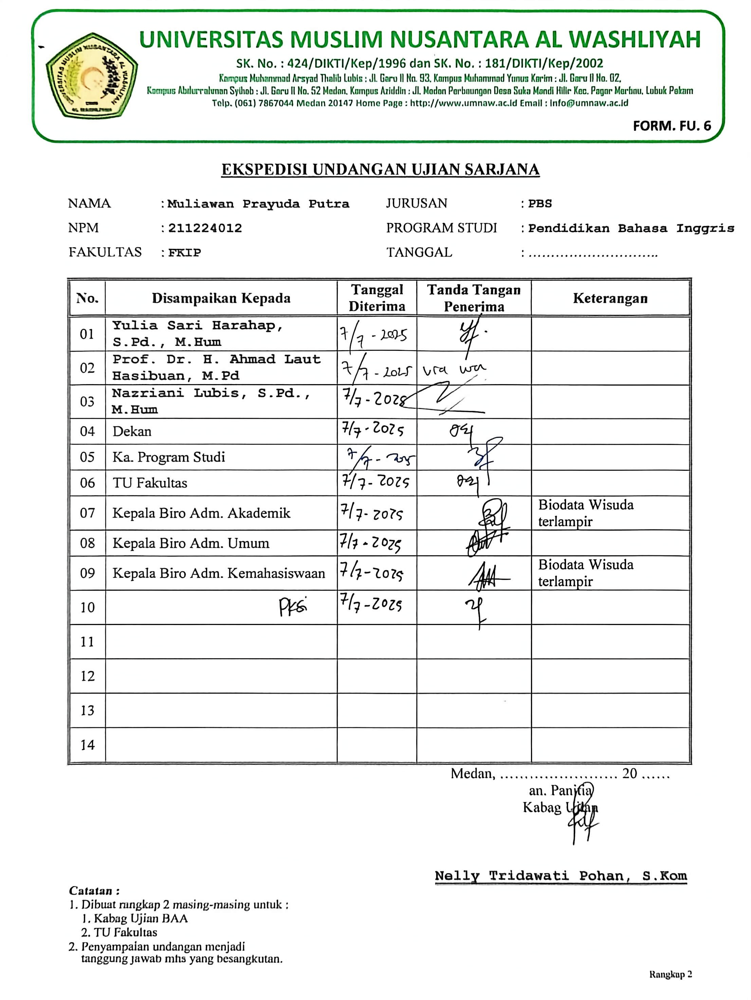 UNIVERSITAS MUSLIM NUSANTARA AL WASHLIYAH
SK. No. : 424/DIKTI/Kep/1996 dan SK. No. : 181/DIKTI/Kep/2002
Kampus Muhammad Arsyad Thalib Lubis : Jl. Garu II No. 93, Kampus Muhammad Yunus Karim : Jl. Garu II No. 02,
Kampus Abdurrahman Syihab : Jl. Garu II No. 52 Medan, Kampus Aziddin : Jl. Medan Perbaungan Desa Suka Mandi Hilir Kec. Pagar Merbau, Lubuk Pakam
Telp. (061) 7867044 Medan 20147 Home Page : http://www.umnaw.ac.id Email : info@umnaw.ac.id
FORM. FU. 6
EKSPEDISI UNDANGAN UJIAN SARJANA
NAMA : Muliawan Prayuda Putra JURUSAN : PBS
NPM : 211224012 PROGRAM STUDI : Pendidikan Bahasa Inggris
FAKULTAS : FKIP TANGGAL : .............................
No. Disampaikan Kepada Tanggal Diterima Tanda Tangan Penerima Keterangan
01 Yulia Sari Harahap, S.Pd., M.Hum 7/7 - 2025
02 Prof. Dr. H. Ahmad Laut Hasibuan, M.Pd 7/7 - 2025 via wa
03 Nazriani Lubis, S.Pd., M.Hum 7/7 - 2025
04 Dekan 7/7 - 2025
05 Ka. Program Studi 7/7 - 2025
06 TU Fakultas 7/7 - 2025
07 Kepala Biro Adm. Akademik 7/7 - 2025 Biodata Wisuda terlampir
08 Kepala Biro Adm. Umum 7/7 - 2025
09 Kepala Biro Adm. Kemahasiswaan 7/7 - 2025 Biodata Wisuda terlampir
10 PKSI 7/7 - 2025
11
12
13
14
Medan, ........................ 20 ......
an. Panitia
Kabag Ujian
Nelly Tridawati Pohan, S.Kom
Catatan :
1. Dibuat rangkap 2 masing-masing untuk :
1. Kabag Ujian BAA
2. TU Fakultas
2. Penyampaian undangan menjadi
tanggung jawab mhs yang besangkutan.
Rangkap 2